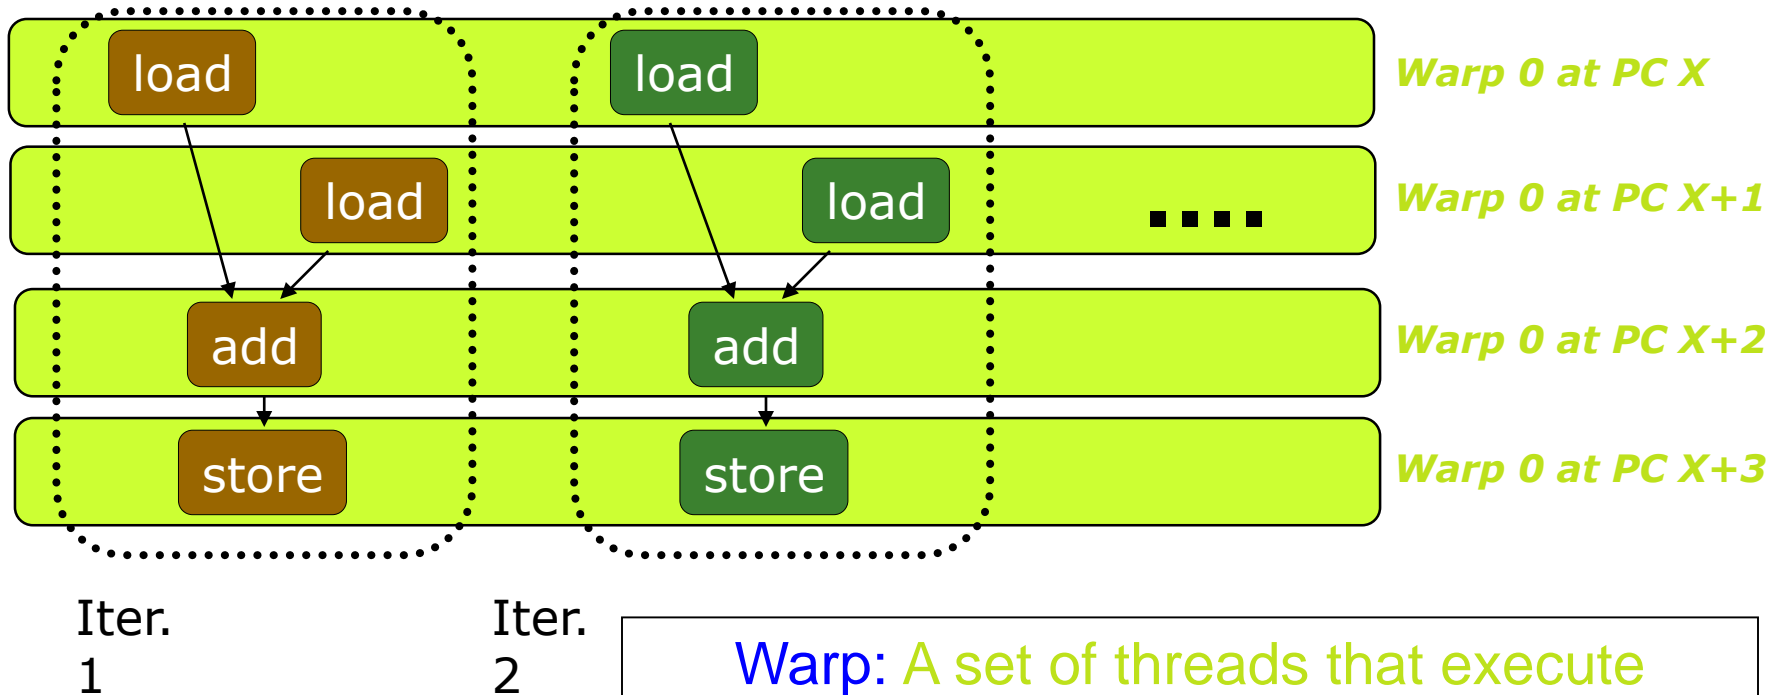 load load Warp 0 at PC X
load load .... Warp 0 at PC X+1
add add Warp 0 at PC X+2
store store Warp 0 at PC X+3
Iter. Iter.
1 2
Warp: A set of threads that execute